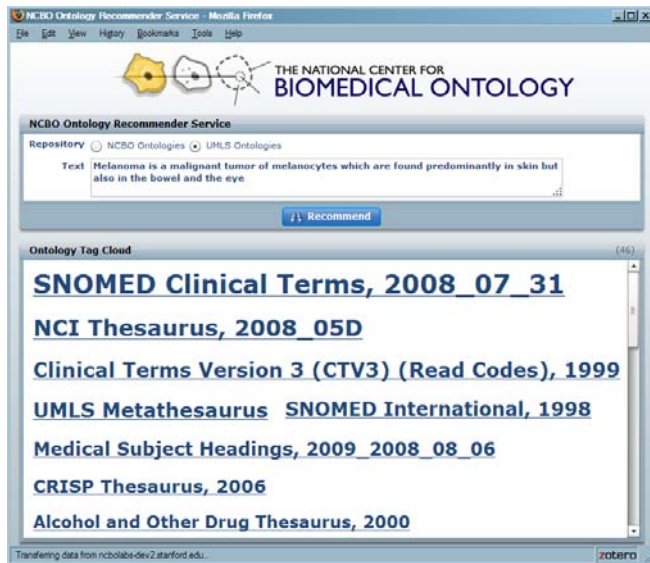 NCBO Ontology Recommender Service - Mozilla Firefox
File Edit View History Bookmarks Tools Help
THE NATIONAL CENTER FOR
BIOMEDICAL ONTOLOGY
NCBO Ontology Recommender Service
Repository NCBO Ontologies UMLS Ontologies
Text Melanoma is a malignant tumor of melanocytes which are found predominantly in skin but
also in the bowel and the eye
Recommend
Ontology Tag Cloud (46)
SNOMED Clinical Terms, 2008_07_31
NCI Thesaurus, 2008_05D
Clinical Terms Version 3 (CTV3) (Read Codes), 1999
UMLS Metathesaurus SNOMED International, 1998
Medical Subject Headings, 2009_2008_08_06
CRISP Thesaurus, 2006
Alcohol and Other Drug Thesaurus, 2000
Transferring data from ncbolabs-dev2.stanford.edu... zotero